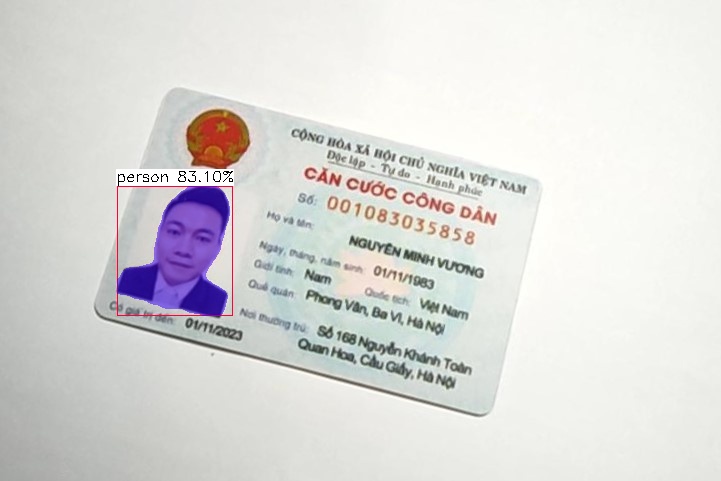 CỘNG HÒA XÃ HỘI CHỦ NGHĨA VIỆT NAM
Độc lập - Tự do - Hạnh phúc
CĂN CƯỚC CÔNG DÂN
Số: 001083035858
Họ và tên:
NGUYỄN MINH VƯƠNG
Ngày, tháng, năm sinh: 01/11/1983
Giới tính: Nam Quốc tịch: Việt Nam
Quê quán: Phong Vân, Ba Vì, Hà Nội
Nơi thường trú: Số 168 Nguyễn Khánh Toàn
Quan Hoa, Cầu Giấy, Hà Nội
person 83.10%
Có giá trị đến: 01/11/2023